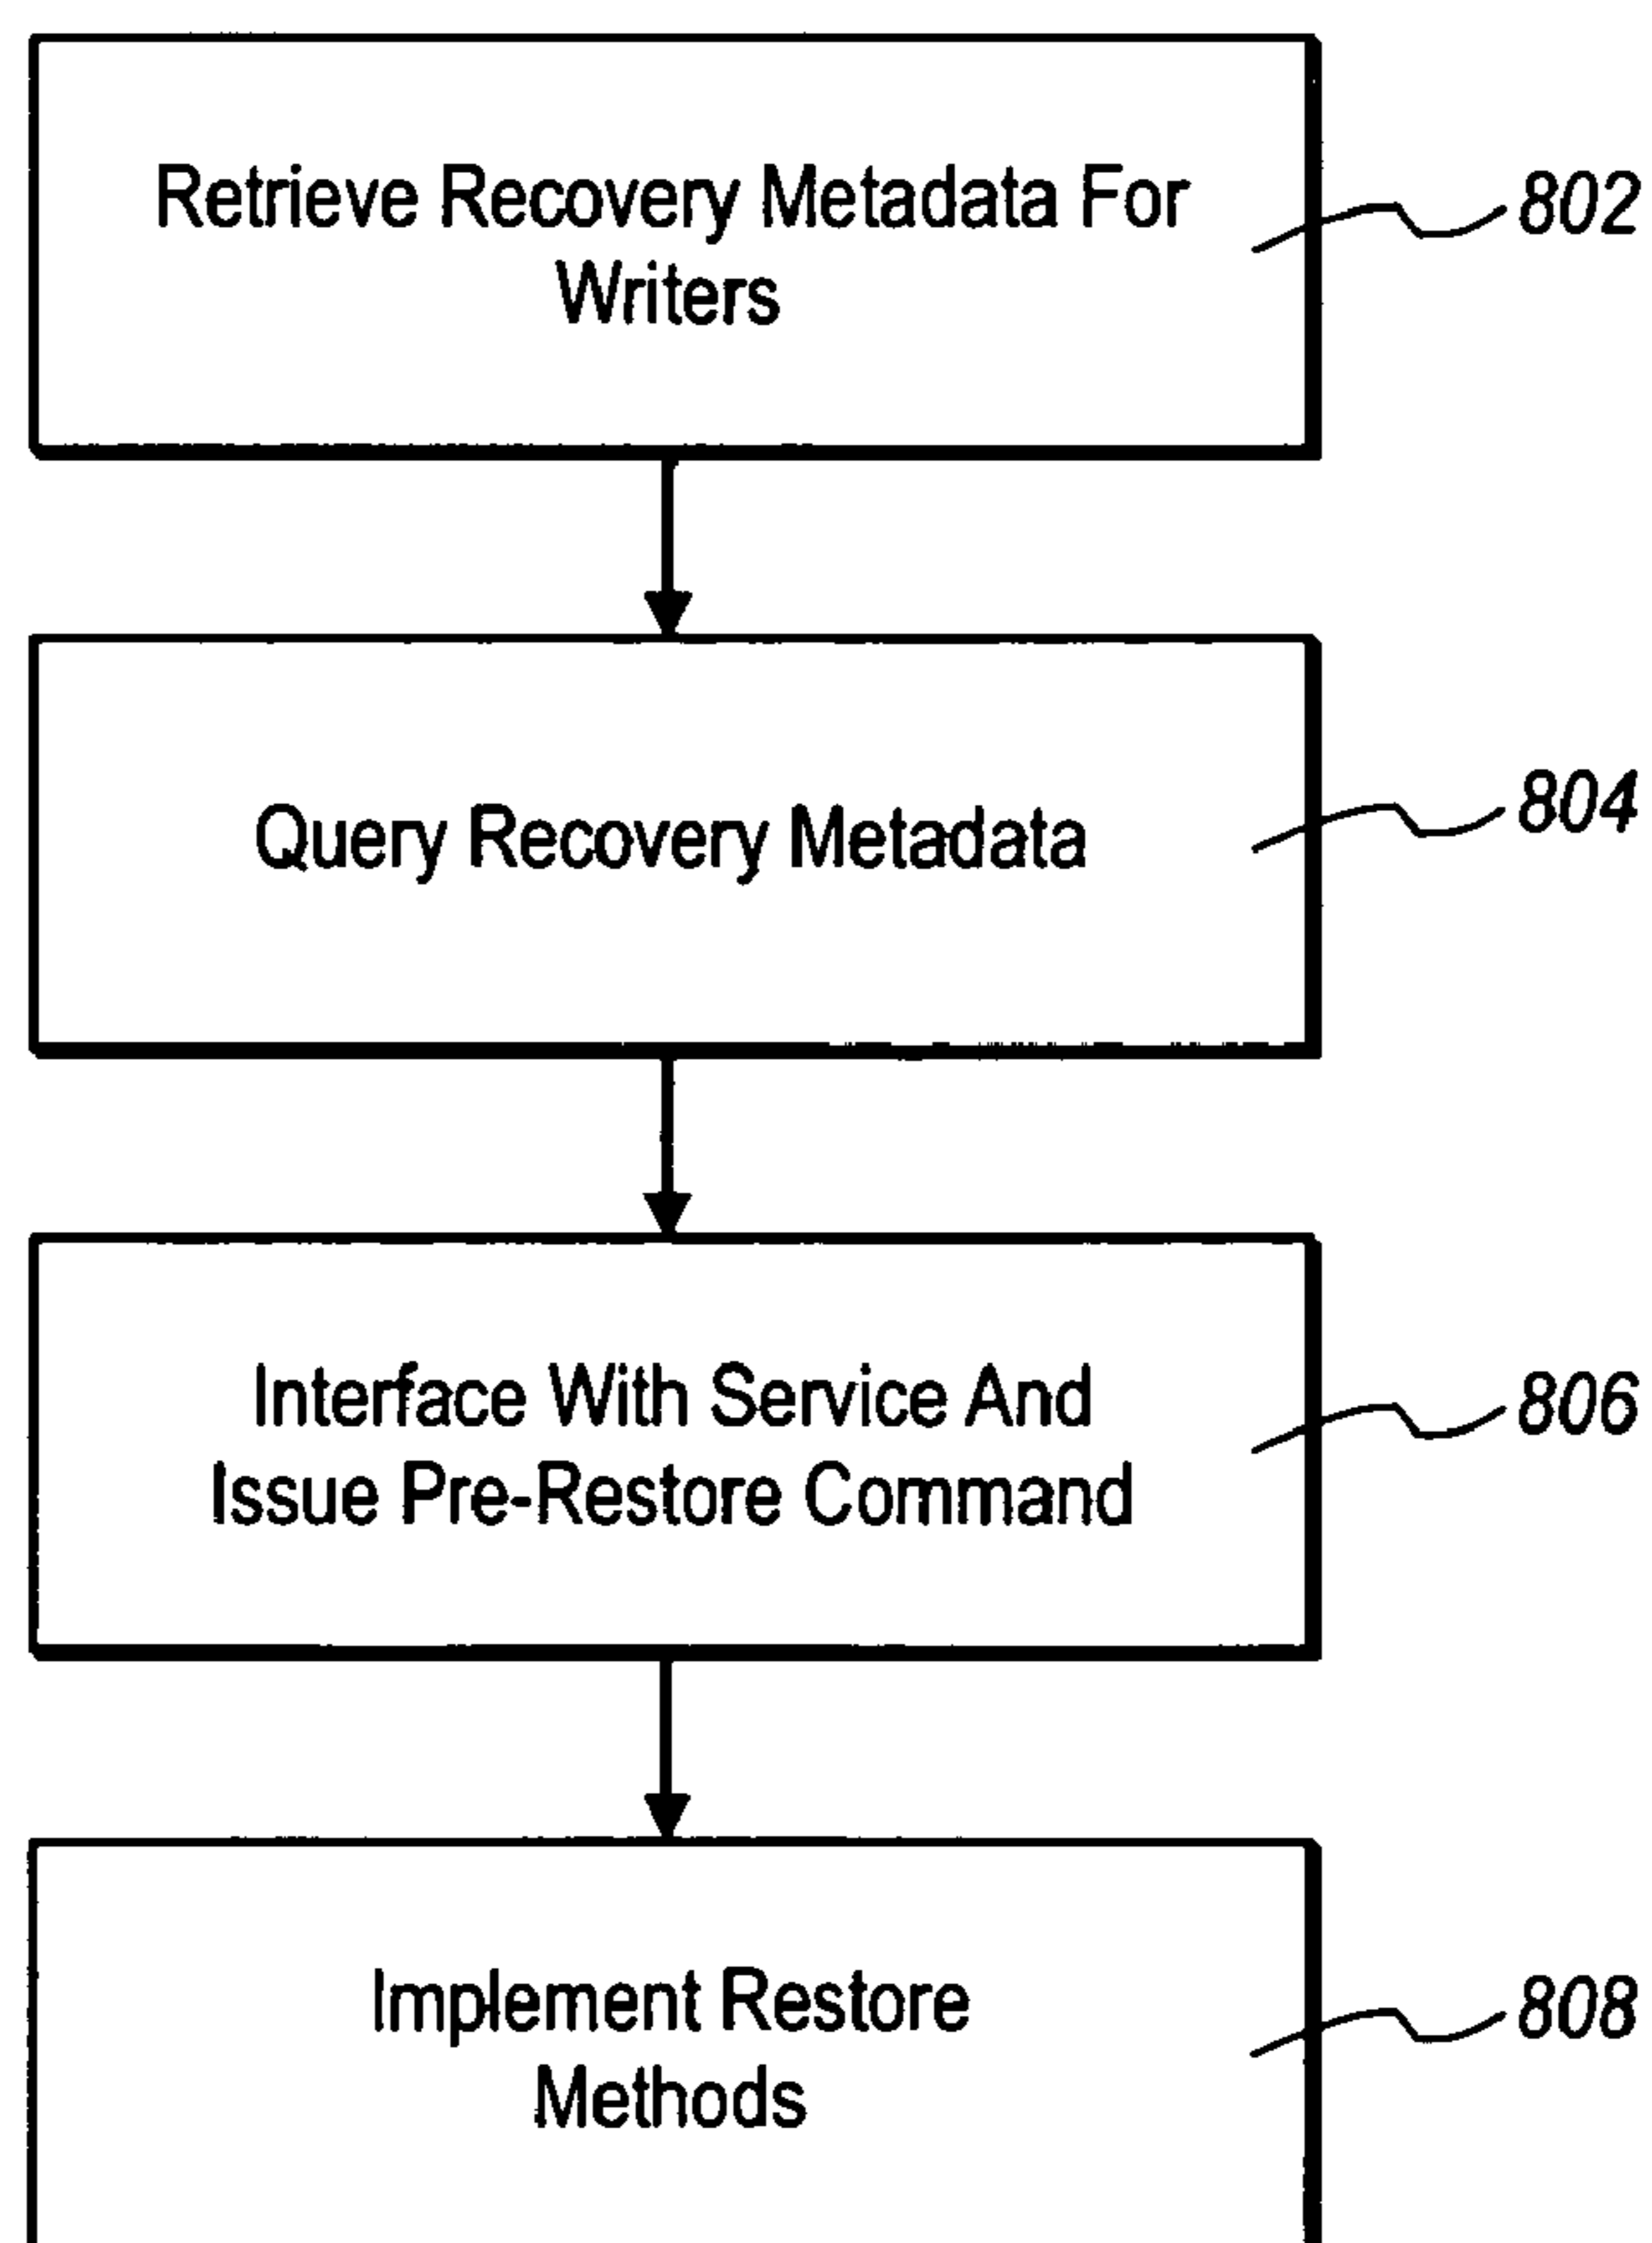 Retrieve Recovery Metadata For
Writers
802
Query Recovery Metadata
804
Interface With Service And
Issue Pre-Restore Command
806
Implement Restore
Methods
808